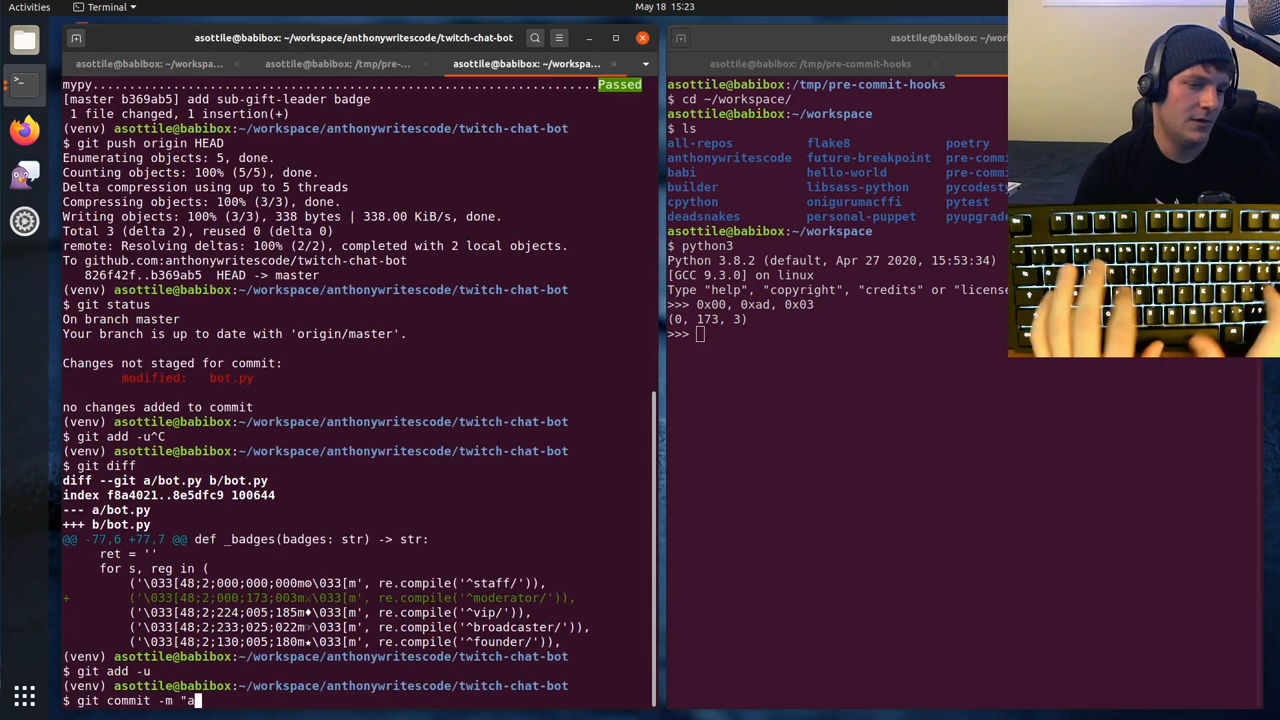 Activities
Terminal
May 18 15:23
asottile@babibox: ~/workspace/anthonywritescode/twitch-chat-bot
asottile@babibox: ~/workspa...
asottile@babibox: /tmp/pre-...
asottile@babibox: ~/workspa...
mypy.........................................................................Passed
[master b369ab5] add sub-gift-leader badge
 1 file changed, 1 insertion(+)
(venv) asottile@babibox:~/workspace/anthonywritescode/twitch-chat-bot
$ git push origin HEAD
Enumerating objects: 5, done.
Counting objects: 100% (5/5), done.
Delta compression using up to 5 threads
Compressing objects: 100% (3/3), done.
Writing objects: 100% (3/3), 338 bytes | 338.00 KiB/s, done.
Total 3 (delta 2), reused 0 (delta 0)
remote: Resolving deltas: 100% (2/2), completed with 2 local objects.
To github.com:anthonywritescode/twitch-chat-bot
   826f42f..b369ab5  HEAD -> master
(venv) asottile@babibox:~/workspace/anthonywritescode/twitch-chat-bot
$ git status
On branch master
Your branch is up to date with 'origin/master'.
Changes not staged for commit:
        modified:   bot.py
no changes added to commit
(venv) asottile@babibox:~/workspace/anthonywritescode/twitch-chat-bot
$ git add -u^C
(venv) asottile@babibox:~/workspace/anthonywritescode/twitch-chat-bot
$ git diff
diff --git a/bot.py b/bot.py
index f8a4021..8e5dfc9 100644
--- a/bot.py
+++ b/bot.py
@@ -77,6 +77,7 @@ def _badges(badges: str) -> str:
     ret = ''
     for s, reg in (
         ('\033[48;2;000;000;000m⚙\033[m', re.compile('^staff/')),
+        ('\033[48;2;000;173;003m⚔\033[m', re.compile('^moderator/')),
         ('\033[48;2;224;005;185m♦\033[m', re.compile('^vip/')),
         ('\033[48;2;233;025;022m☞\033[m', re.compile('^broadcaster/')),
         ('\033[48;2;130;005;180m★\033[m', re.compile('^founder/')),
(venv) asottile@babibox:~/workspace/anthonywritescode/twitch-chat-bot
$ git add -u
(venv) asottile@babibox:~/workspace/anthonywritescode/twitch-chat-bot
$ git commit -m "a
asottile@babibox: ~/wo
asottile@babibox: /tmp/pre-commit-hooks
asottile@babibox:/tmp/pre-commit-hooks
$ cd ~/workspace/
asottile@babibox:~/workspace
$ ls
all-repos flake8 poetry
anthonywritescode future-breakpoint pre-commi
babi hello-world pre-commi
builder libsass-python pycodesty
cpython onigurumacffi pytest
deadsnakes personal-puppet pyupgrade
asottile@babibox:~/workspace
$ python3
Python 3.8.2 (default, Apr 27 2020, 15:53:34)
[GCC 9.3.0] on linux
Type "help", "copyright", "credits" or "license
>>> 0x00, 0xad, 0x03
(0, 173, 3)
>>>